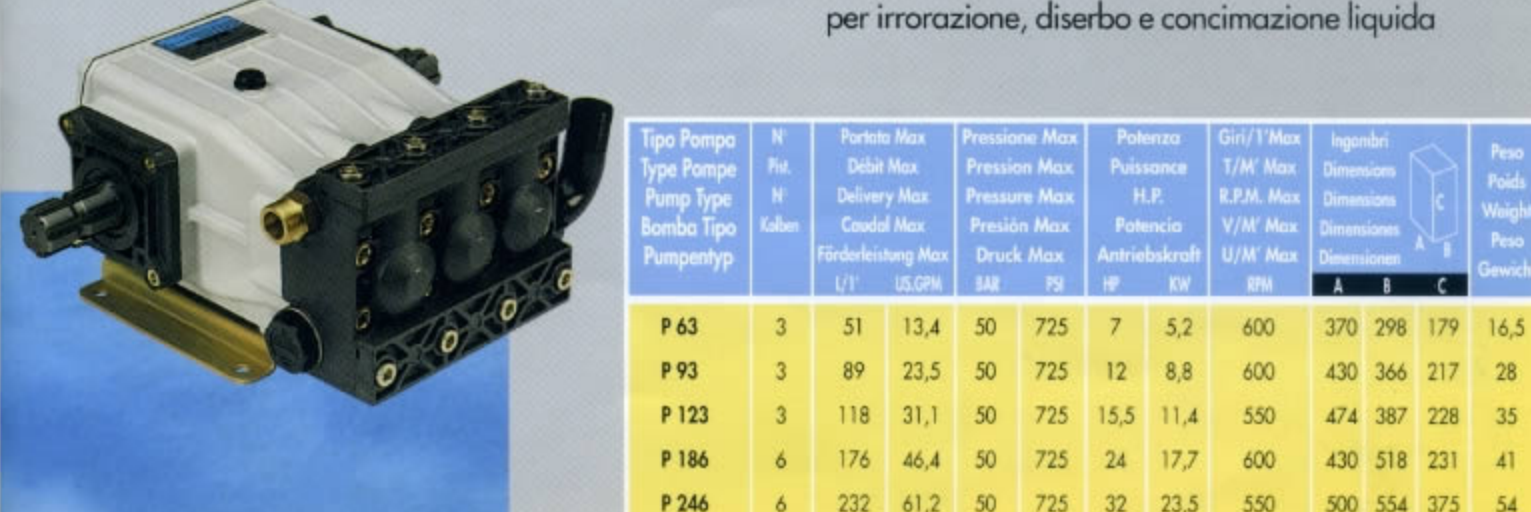 per irrorazione, diserbo e concimazione liquida
Tipo Pompa N° Portata Max Pressione Max Potenza Giri/1'Max Ingombri Peso
Type Pompe Pist. Débit Max Pression Max Puissance T/M' Max Dimensions Poids
Pump Type N° Delivery Max Pressure Max H.P. R.P.M. Max Dimensions Weight
Bomba Tipo Kolben Caudal Max Presión Max Potencia V/M' Max Dimensiones Peso
Pumpentyp Förderleistung Max Druck Max Antriebskraft U/M' Max Dimensionen Gewich
C
A B
L/1' US.GPM BAR PSI HP KW RPM A B C
P 63 3 51 13,4 50 725 7 5,2 600 370 298 179 16,5
P 93 3 89 23,5 50 725 12 8,8 600 430 366 217 28
P 123 3 118 31,1 50 725 15,5 11,4 550 474 387 228 35
P 186 6 176 46,4 50 725 24 17,7 600 430 518 231 41
P 246 6 232 61,2 50 725 32 23,5 550 500 554 375 54